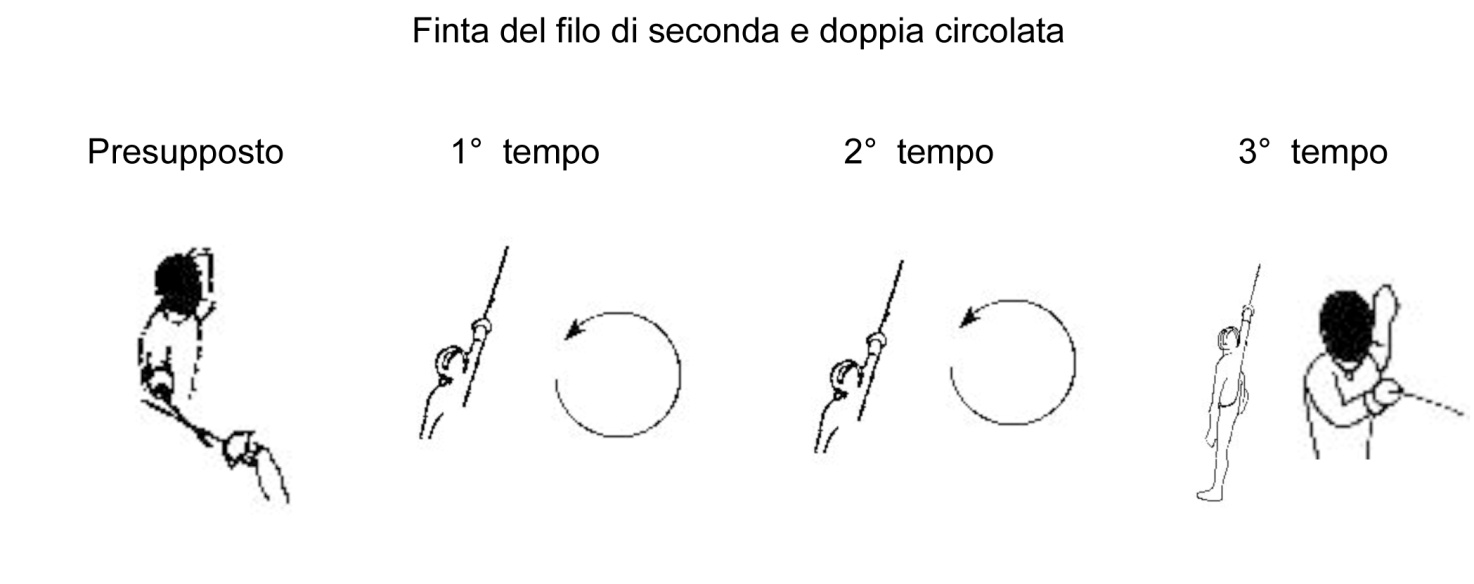 Finta del filo di seconda e doppia circolata
Presupposto 1° tempo 2° tempo 3° tempo